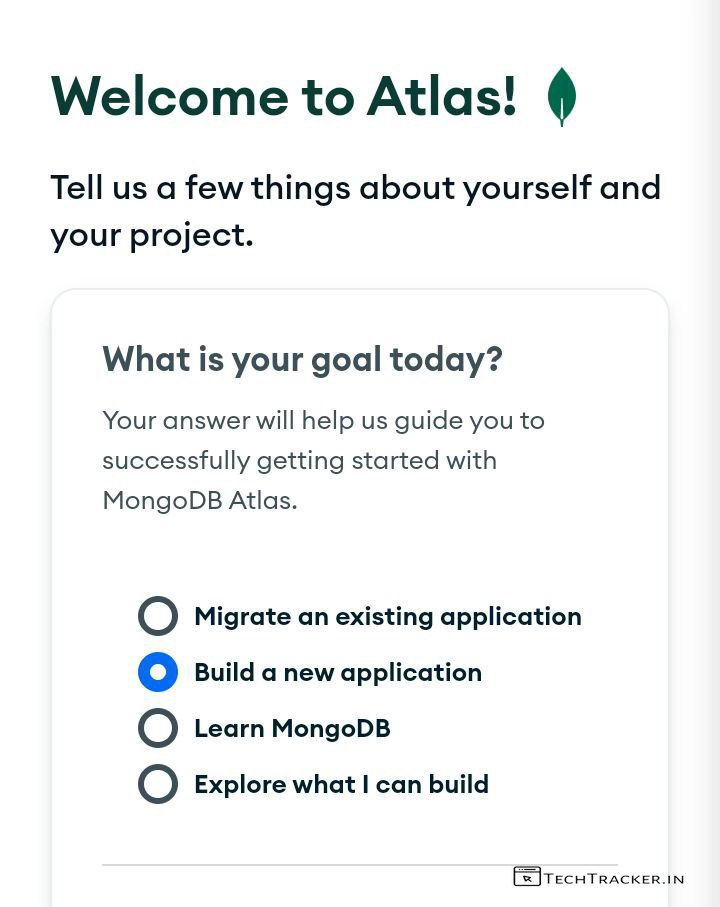 Welcome to Atlas!
Tell us a few things about yourself and
your project.
What is your goal today?
Your answer will help us guide you to
successfully getting started with
MongoDB Atlas.
Migrate an existing application
Build a new application
Learn MongoDB
Explore what I can build
TECHTRACKER.IN